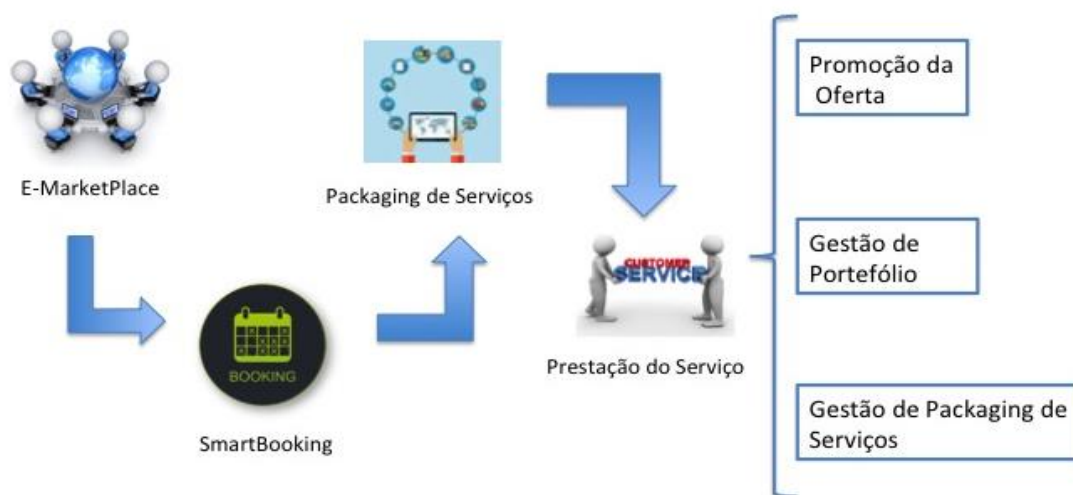 E-MarketPlace
BOOKING
SmartBooking
Packaging de Serviços
CUSTOMER
SERVICE
Prestação do Serviço
Promoção da
Oferta
Gestão de
Portefólio
Gestão de Packaging de
Serviços